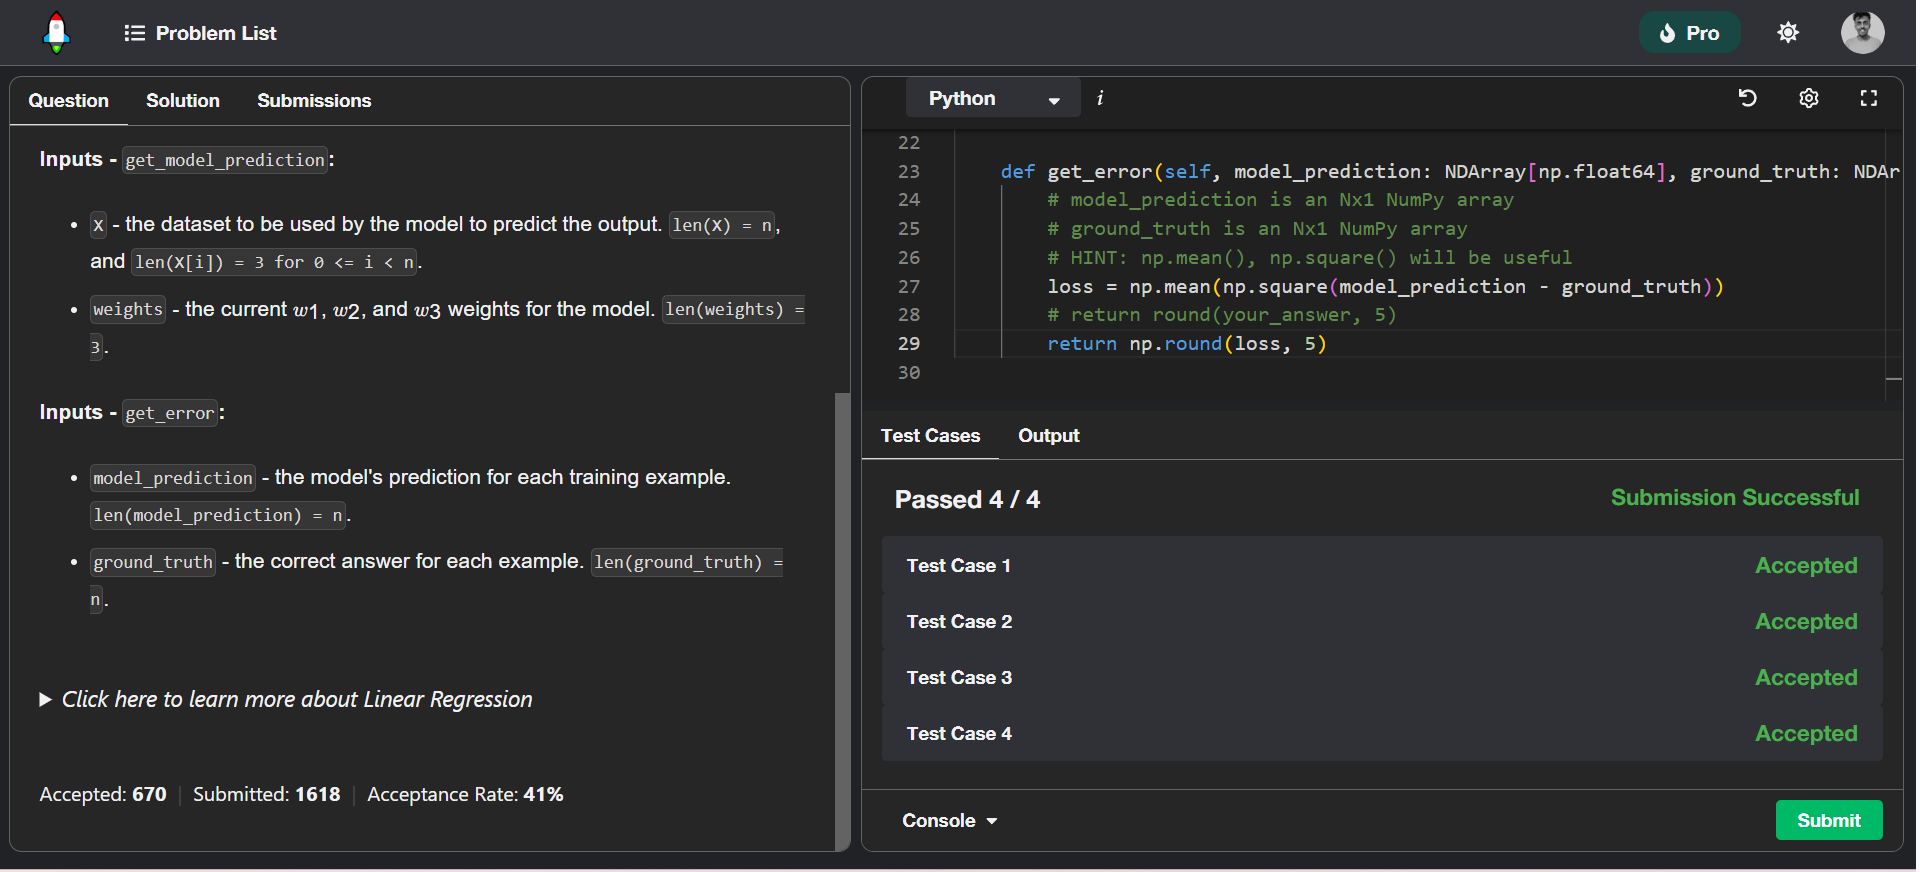 Problem List
Pro
Question Solution Submissions
Inputs - get_model_prediction:
• X - the dataset to be used by the model to predict the output. len(X) = n,
and len(X[i]) = 3 for 0 <= i < n.
• weights - the current w1, w2, and w3 weights for the model. len(weights) =
3.
Inputs - get_error:
• model_prediction - the model's prediction for each training example.
len(model_prediction) = n.
• ground_truth - the correct answer for each example. len(ground_truth) =
n.
▶ Click here to learn more about Linear Regression
Accepted: 670 | Submitted: 1618 | Acceptance Rate: 41%
Python i
22
23 def get_error(self, model_prediction: NDArray[np.float64], ground_truth: NDAr
24 # model_prediction is an Nx1 NumPy array
25 # ground_truth is an Nx1 NumPy array
26 # HINT: np.mean(), np.square() will be useful
27 loss = np.mean(np.square(model_prediction - ground_truth))
28 # return round(your_answer, 5)
29 return np.round(loss, 5)
30
Test Cases Output
Passed 4 / 4 Submission Successful
Test Case 1 Accepted
Test Case 2 Accepted
Test Case 3 Accepted
Test Case 4 Accepted
Console Submit